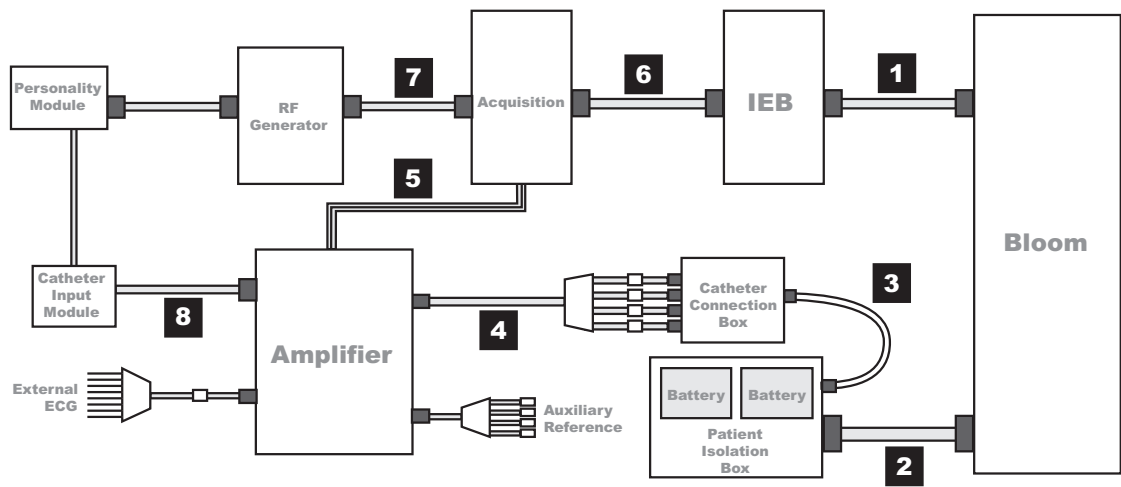 7
6
1
Personality
Module
RF
Generator
Acquisition
IEB
5
Bloom
Catheter
Input
Module
8
Amplifier
4
Catheter
Connection
Box
3
External
ECG
Auxiliary
Reference
Battery
Battery
Patient
Isolation
Box
2